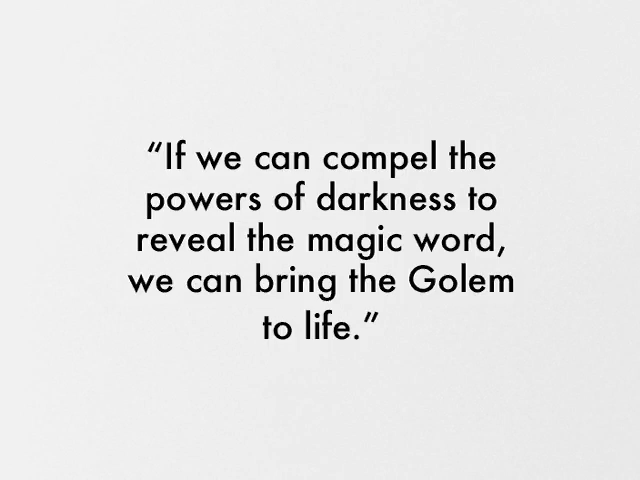 “If we can compel the
powers of darkness to
reveal the magic word,
we can bring the Golem
to life.”